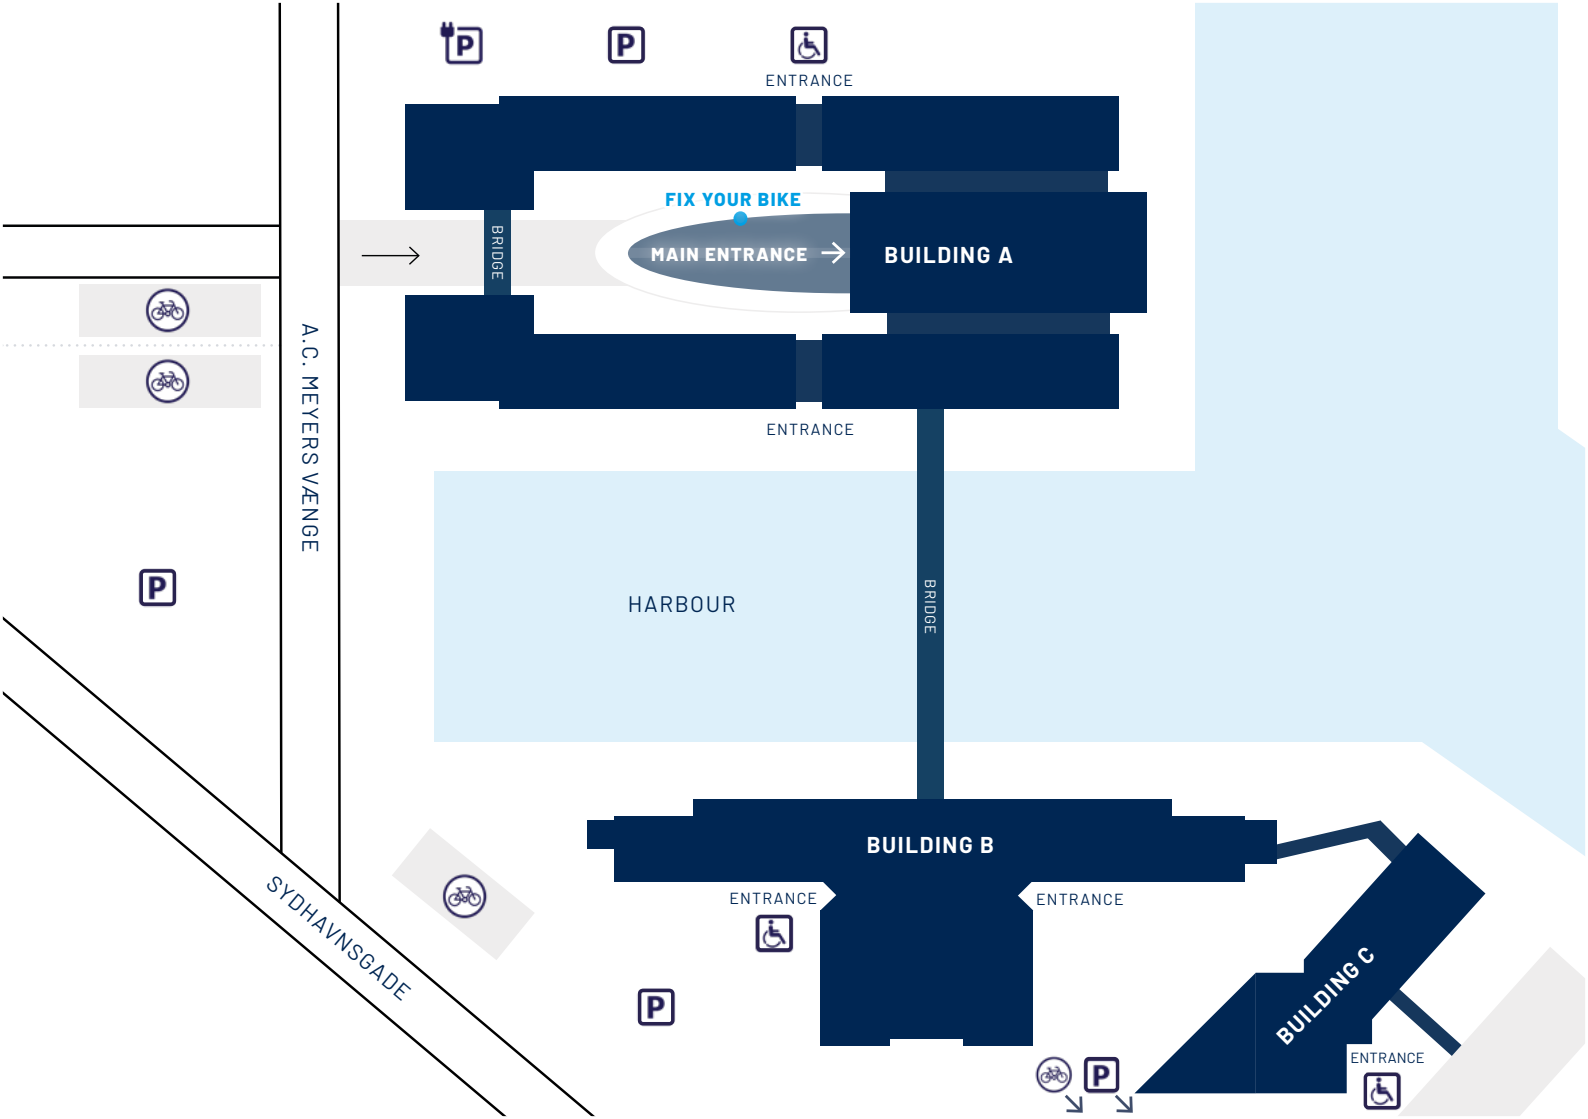 P
P
ENTRANCE
FIX YOUR BIKE
BRIDGE
MAIN ENTRANCE
BUILDING A
A.C. MEYERS VÆNGE
ENTRANCE
P
HARBOUR
BRIDGE
BUILDING B
SYDHAVNSGADE
ENTRANCE
ENTRANCE
P
BUILDING C
ENTRANCE
P